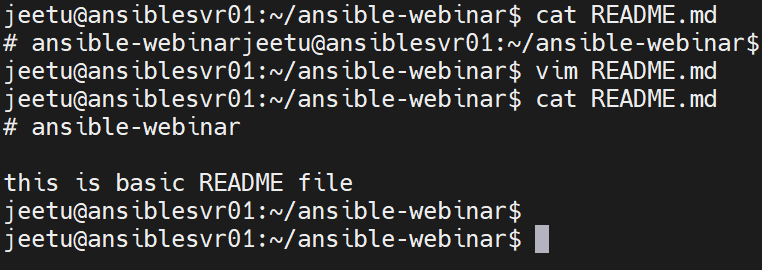 jeetu@ansiblesvr01:~/ansible-webinar$ cat README.md
# ansible-webinarjeetu@ansiblesvr01:~/ansible-webinar$
jeetu@ansiblesvr01:~/ansible-webinar$ vim README.md
jeetu@ansiblesvr01:~/ansible-webinar$ cat README.md
# ansible-webinar
this is basic README file
jeetu@ansiblesvr01:~/ansible-webinar$
jeetu@ansiblesvr01:~/ansible-webinar$